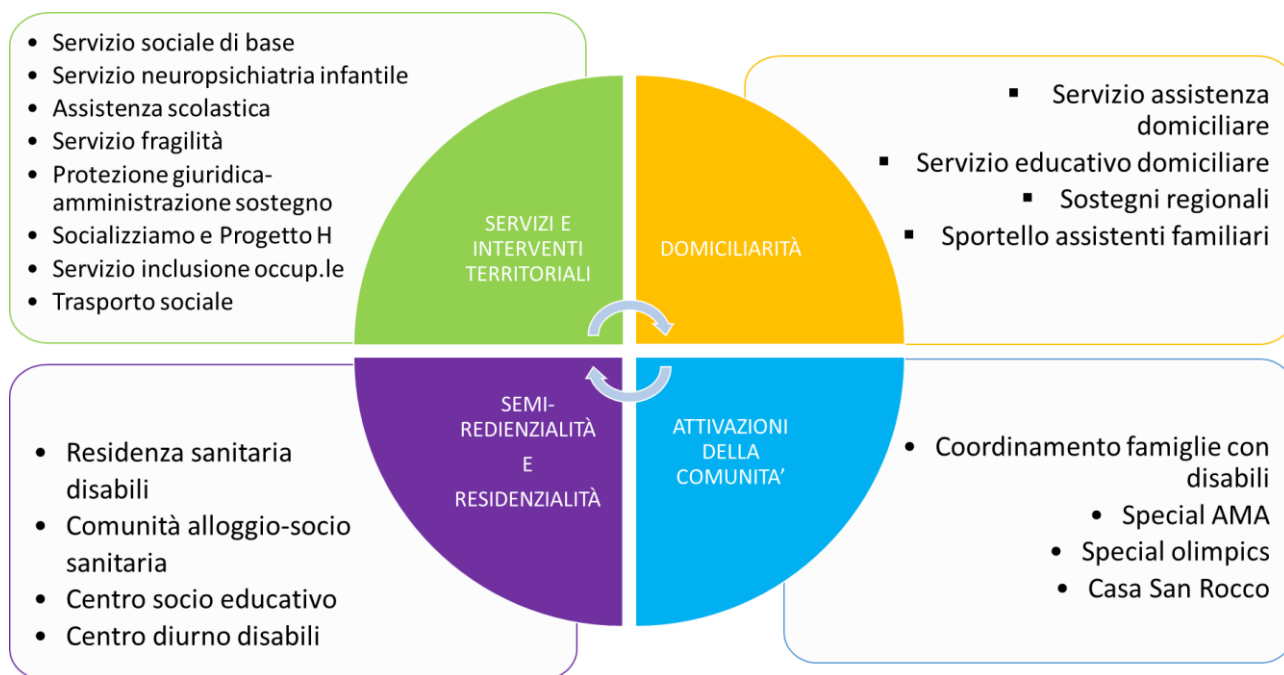 • Servizio sociale di base
• Servizio neuropsichiatria infantile
• Assistenza scolastica
• Servizio fragilità
• Protezione giuridica-
amministrazione sostegno
• Socializziamo e Progetto H
• Servizio inclusione occup.le
• Trasporto sociale
SERVIZI E
INTERVENTI
TERRITORIALI
DOMICILIARITÀ
▪ Servizio assistenza
domiciliare
▪ Servizio educativo domiciliare
▪ Sostegni regionali
▪ Sportello assistenti familiari
• Residenza sanitaria
disabili
• Comunità alloggio-socio
sanitaria
• Centro socio educativo
• Centro diurno disabili
SEMI-
REDIENZIALITÀ
E
RESIDENZIALITÀ
ATTIVAZIONI
DELLA
COMUNITA’
• Coordinamento famiglie con
disabili
• Special AMA
• Special olimpics
• Casa San Rocco